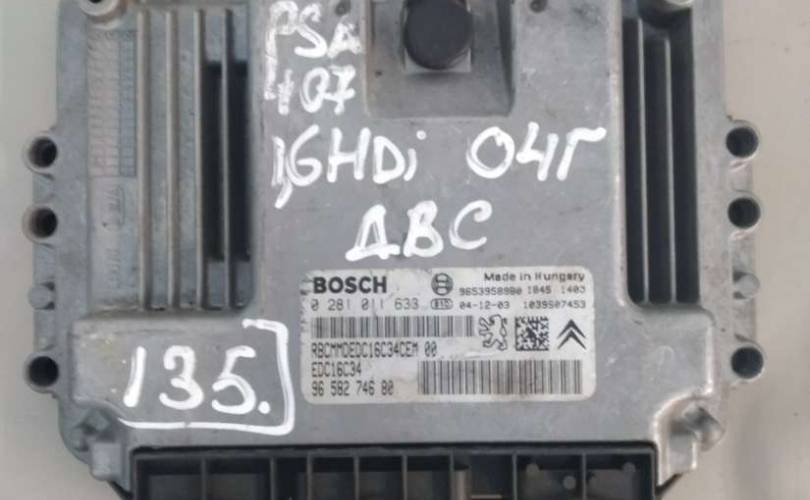 PSA
407
1,6HDi 04г
ДВС
BOSCH
Made in Hungary
9653958980 1845 1403
0 281 011 633 04-12-03 1039S07453
RBCMMDEDC16C34CEM 00
EDC16C34
96 582 746 80
135.